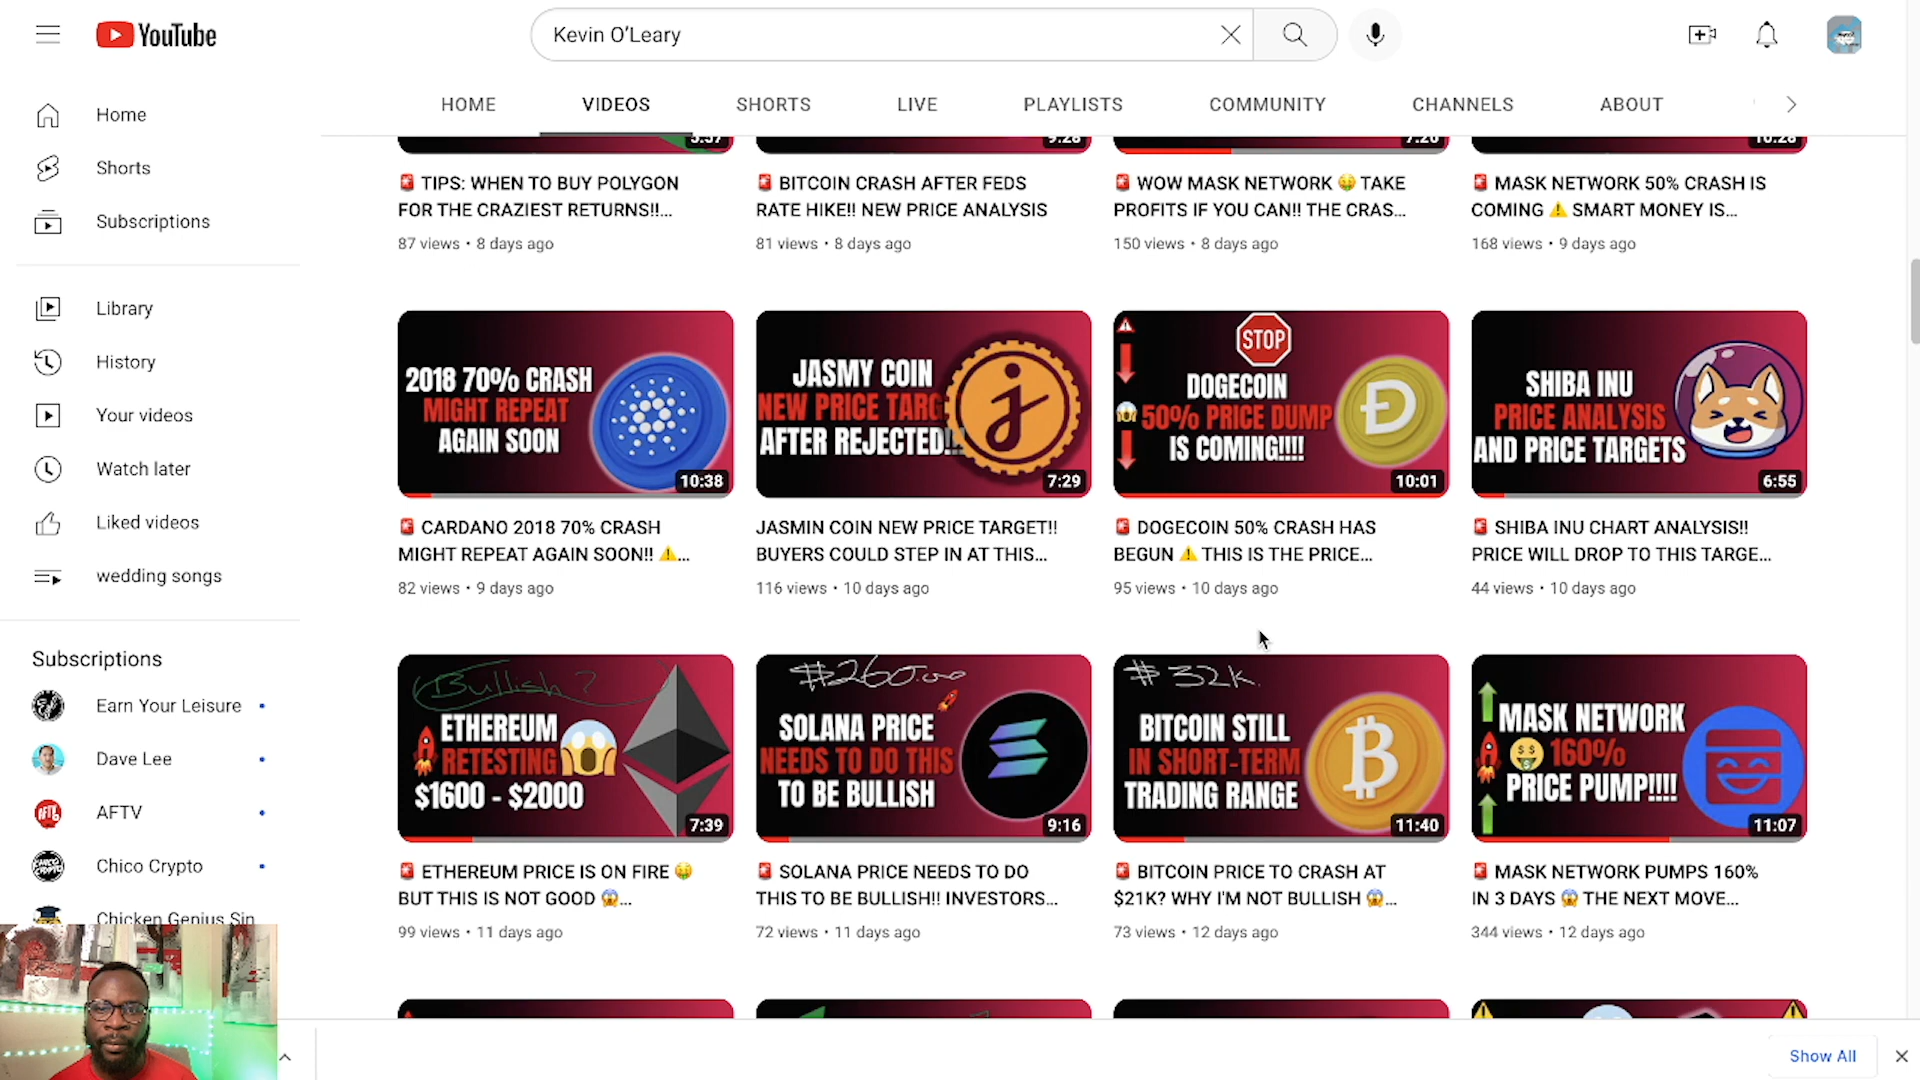 YouTube
Kevin O'Leary
HOME VIDEOS SHORTS LIVE PLAYLISTS COMMUNITY CHANNELS ABOUT
Home
Shorts
Subscriptions
Library
History
Your videos
Watch later
Liked videos
wedding songs
Subscriptions
Earn Your Leisure
Dave Lee
AFTV
Chico Crypto
Chicken Genius Sin
5:57 9:28 7:26 10:28
🚨 TIPS: WHEN TO BUY POLYGON
FOR THE CRAZIEST RETURNS!!...
87 views • 8 days ago
🚨 BITCOIN CRASH AFTER FEDS
RATE HIKE!! NEW PRICE ANALYSIS
81 views • 8 days ago
🚨 WOW MASK NETWORK 🤑 TAKE
PROFITS IF YOU CAN!! THE CRAS...
150 views • 8 days ago
🚨 MASK NETWORK 50% CRASH IS
COMING ⚠️ SMART MONEY IS...
168 views • 9 days ago
2018 70% CRASH
MIGHT REPEAT
AGAIN SOON
10:38
🚨 CARDANO 2018 70% CRASH
MIGHT REPEAT AGAIN SOON!! ⚠️...
82 views • 9 days ago
JASMY COIN
NEW PRICE TARG
AFTER REJECTED!!!
7:29
JASMIN COIN NEW PRICE TARGET!!
BUYERS COULD STEP IN AT THIS...
116 views • 10 days ago
STOP
DOGECOIN
50% PRICE DUMP
IS COMING!!!!
10:01
🚨 DOGECOIN 50% CRASH HAS
BEGUN ⚠️ THIS IS THE PRICE...
95 views • 10 days ago
SHIBA INU
PRICE ANALYSIS
AND PRICE TARGETS
6:55
🚨 SHIBA INU CHART ANALYSIS!!
PRICE WILL DROP TO THIS TARGE...
44 views • 10 days ago
Bullish?
ETHEREUM
RETESTING
$1600 - $2000
7:39
🚨 ETHEREUM PRICE IS ON FIRE 🤑
BUT THIS IS NOT GOOD 😱...
99 views • 11 days ago
$260.00
SOLANA PRICE
NEEDS TO DO THIS
TO BE BULLISH
9:16
🚨 SOLANA PRICE NEEDS TO DO
THIS TO BE BULLISH!! INVESTORS...
72 views • 11 days ago
$32K.
BITCOIN STILL
IN SHORT-TERM
TRADING RANGE
11:40
🚨 BITCOIN PRICE TO CRASH AT
$21K? WHY I'M NOT BULLISH 😱...
73 views • 12 days ago
MASK NETWORK
160%
PRICE PUMP!!!!
11:07
🚨 MASK NETWORK PUMPS 160%
IN 3 DAYS 😱 THE NEXT MOVE...
344 views • 12 days ago
Show All